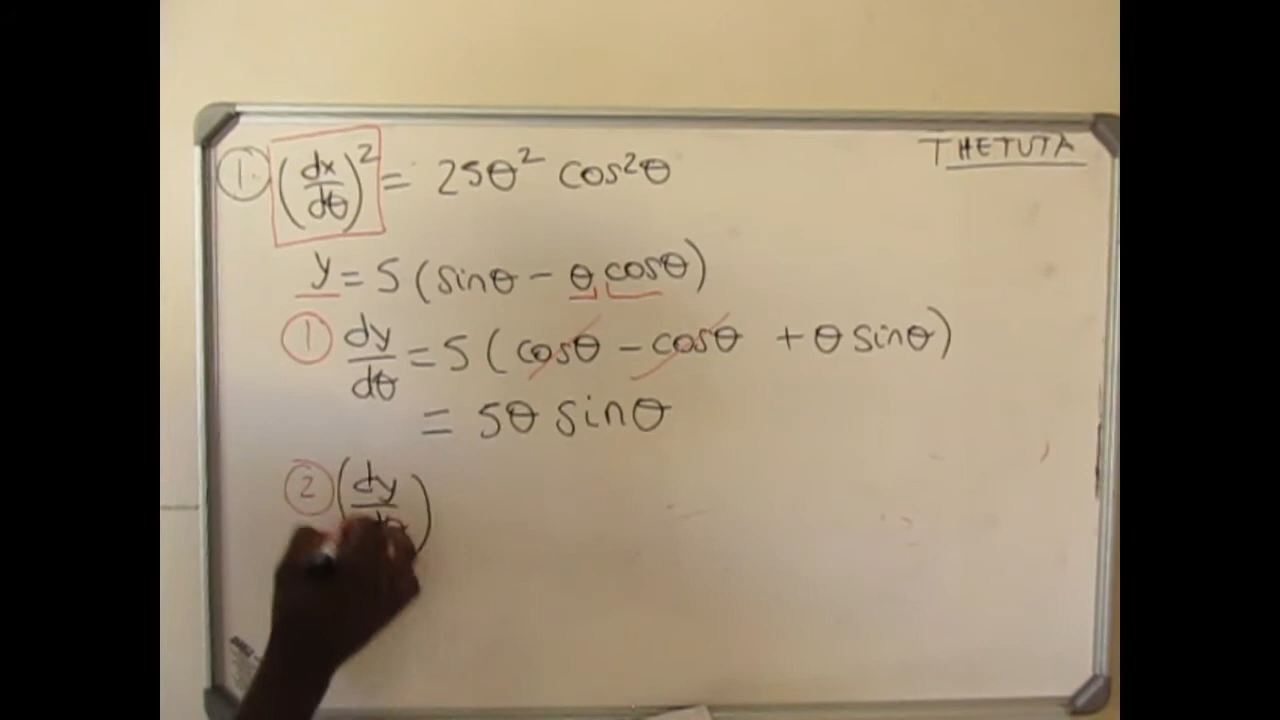 THETUTA
1. (dx/dθ)² = 25θ² cos²θ
y = 5 (sinθ − θ cosθ)
1 dy/dθ = 5 (cosθ − cosθ + θ sinθ)
= 5θ sinθ
2 (dy/dθ)